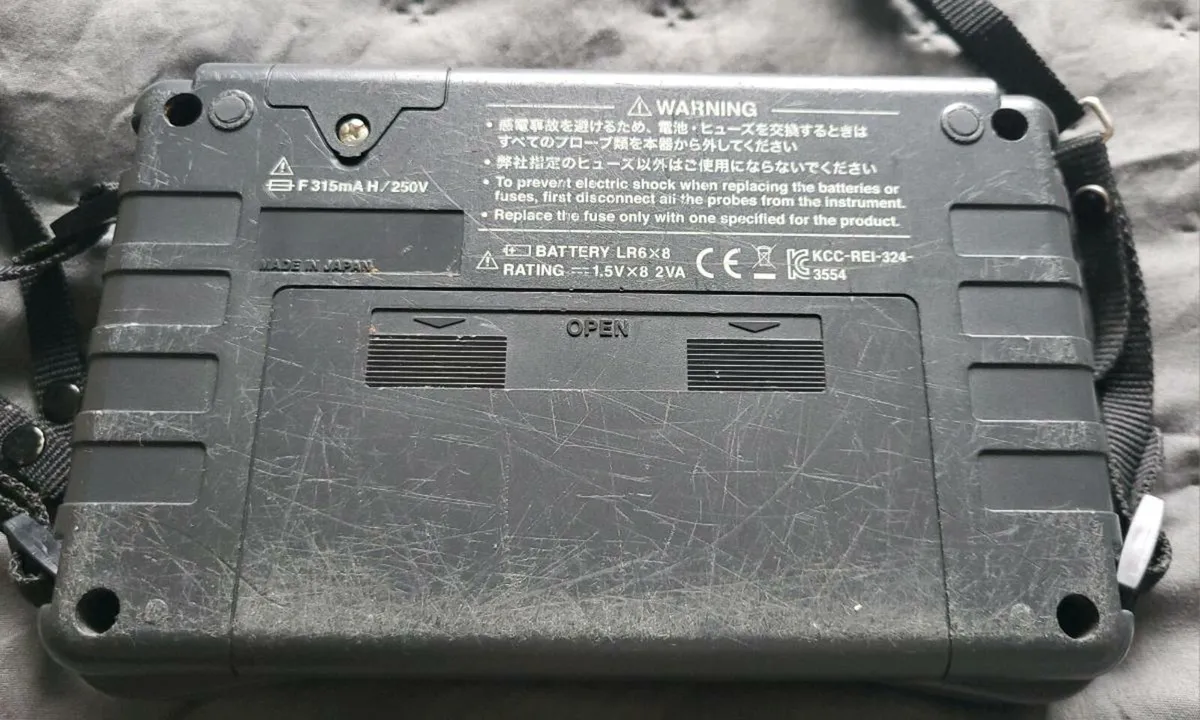 WARNING
・感電事故を避けるため、電池・ヒューズを交換するときは
すべてのプローブ類を本器から外してください
・弊社指定のヒューズ以外はご使用にならないでください
• To prevent electric shock when replacing the batteries or
fuses, first disconnect all the probes from the instrument.
• Replace the fuse only with one specified for the product.
F 315mA H/250V
MADE IN JAPAN
BATTERY LR6×8
RATING ⎓1.5V×8 2VA
CE
KCC-REI-324-
3554
OPEN